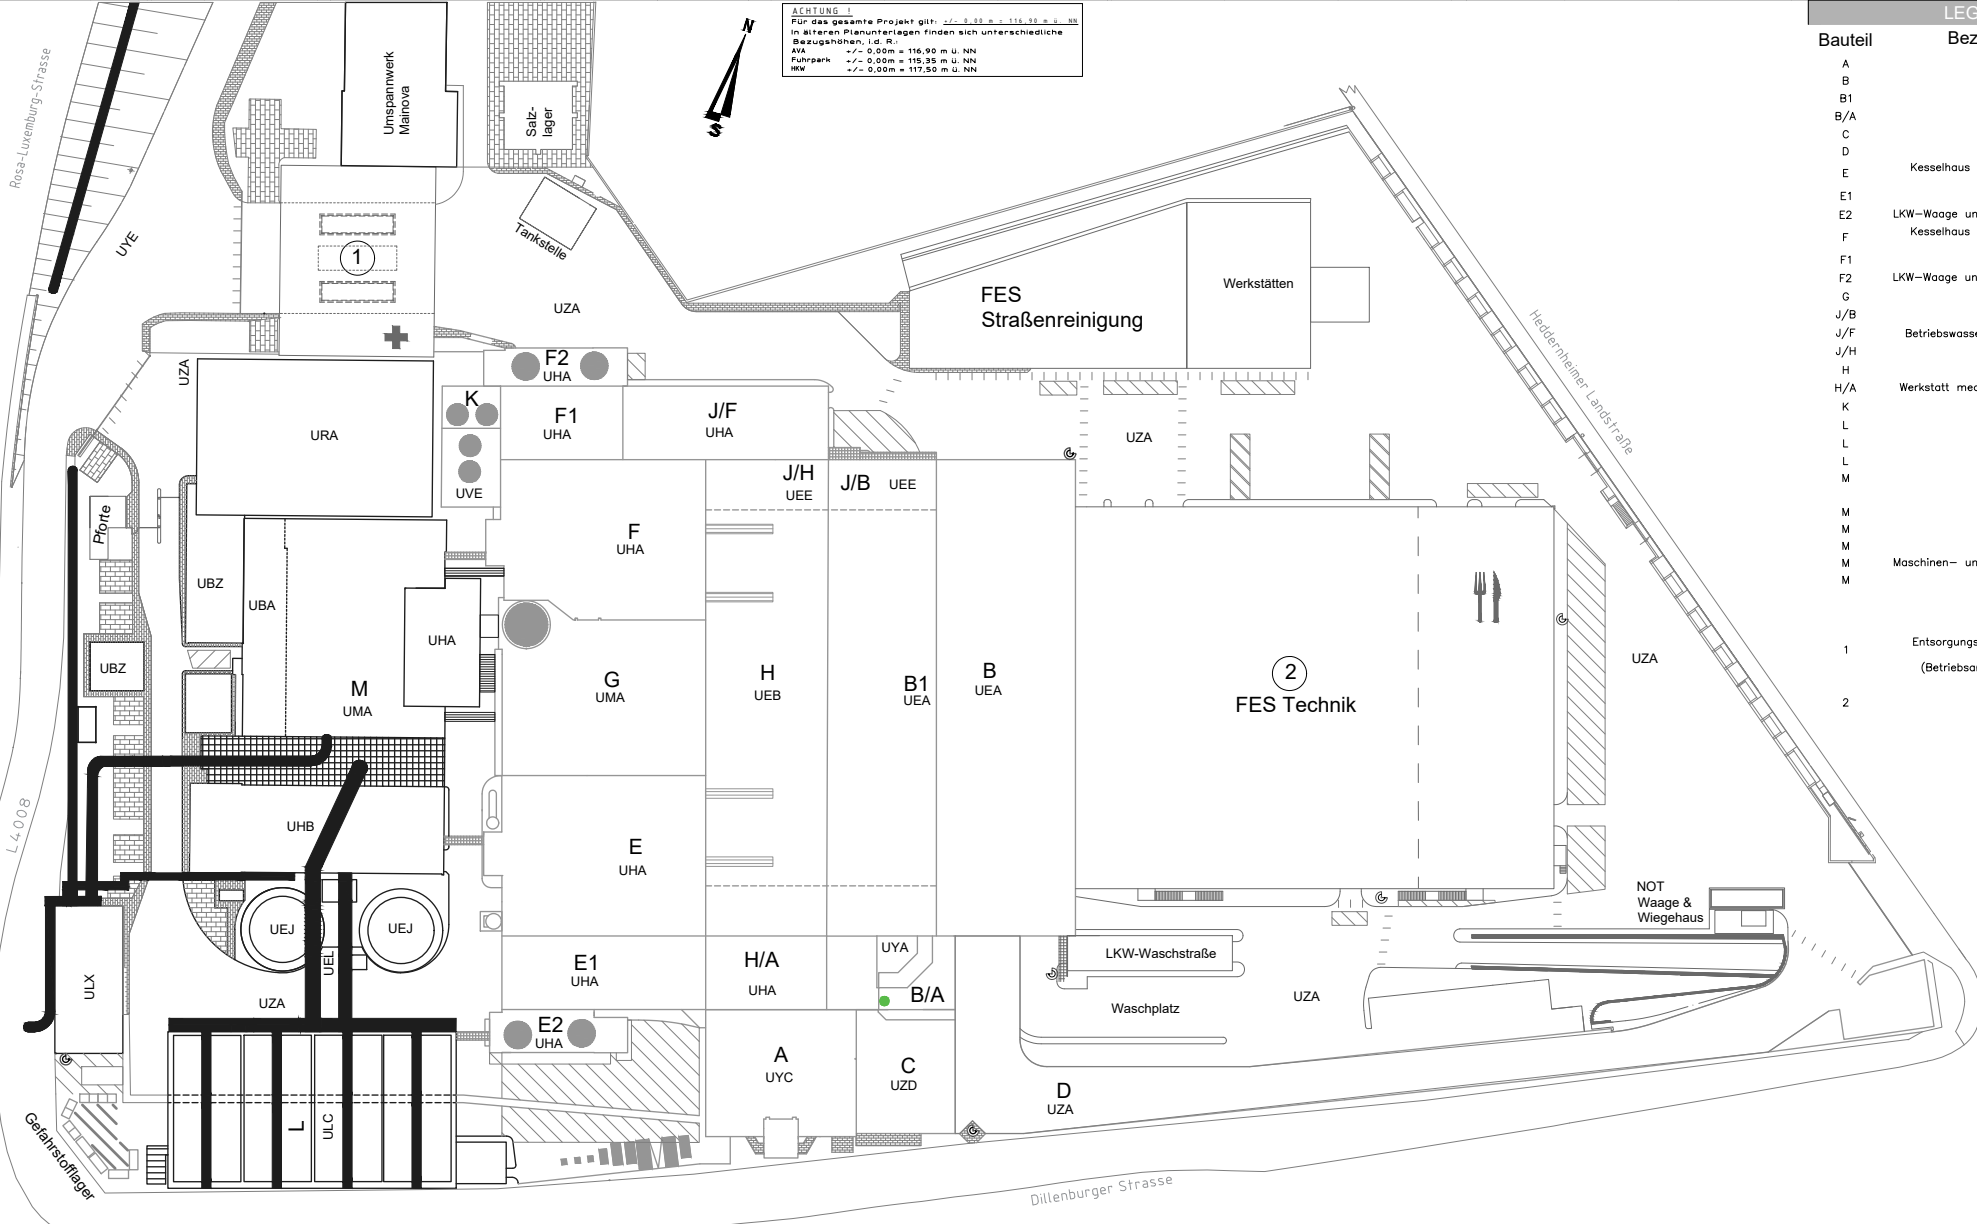 ACHTUNG !
Für das gesamte Projekt gilt: +/- 0,00 m = 116,90 m ü. NN
In älteren Planunterlagen finden sich unterschiedliche
Bezugshöhen, i.d. R.:
AVA +/- 0,00m = 116,90 m ü. NN
Fuhrpark +/- 0,00m = 115,35 m ü. NN
HKW +/- 0,00m = 117,50 m ü. NN
N
S
LEG
Bauteil Bez
A
B
B1
B/A
C
D
E Kesselhaus
E1
E2 LKW-Waage un
F Kesselhaus
F1
F2 LKW-Waage un
G
J/B
J/F Betriebswasse
J/H
H
H/A Werkstatt mec
K
L
L
L
M
M
M
M
M Maschinen- un
M
1 Entsorgungs
(Betriebsa
2
Rosa-Luxemburg-Strasse
UYE
Umspannwerk
Mainova
Salz-
lager
Tankstelle
1
UZA
UZA
FES
Straßenreinigung
Werkstätten
Heddernheimer Landstraße
F2
UHA
K
F1
UHA
J/F
UHA
UZA
URA
UVE
J/H
UEE
J/B
UEE
Pforte
F
UHA
UBZ
UBA
UHA
UBZ
M
UMA
G
UMA
H
UEB
B1
UEA
B
UEA
2
FES Technik
UZA
L4008
UHB
E
UHA
UEJ
UEJ
UEL
ULX
UZA
E1
UHA
H/A
UHA
UYA
B/A
LKW-Waschstraße
Waschplatz
UZA
NOT
Waage &
Wiegehaus
E2
UHA
A
UYC
C
UZD
D
UZA
L
ULC
Gefahrstofflager
Dillenburger Strasse